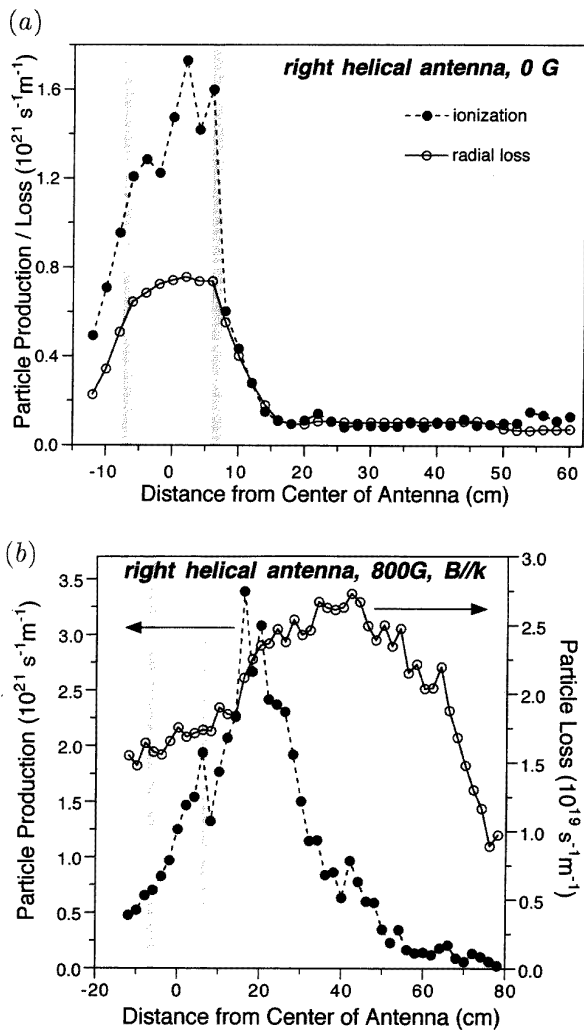 (a)
right helical antenna, 0 G
ionization
radial loss
Particle Production / Loss (10²¹ s⁻¹m⁻¹)
1.6
1.2
0.8
0.4
0.0
-10 0 10 20 30 40 50 60
Distance from Center of Antenna (cm)
(b)
right helical antenna, 800G, B//k
Particle Production (10²¹ s⁻¹m⁻¹)
3.5
3.0
2.5
2.0
1.5
1.0
0.5
0.0
3.0
2.5
2.0
1.5
1.0
0.5
0.0
Particle Loss (10¹⁹ s⁻¹m⁻¹)
-20 0 20 40 60 80
Distance from Center of Antenna (cm)